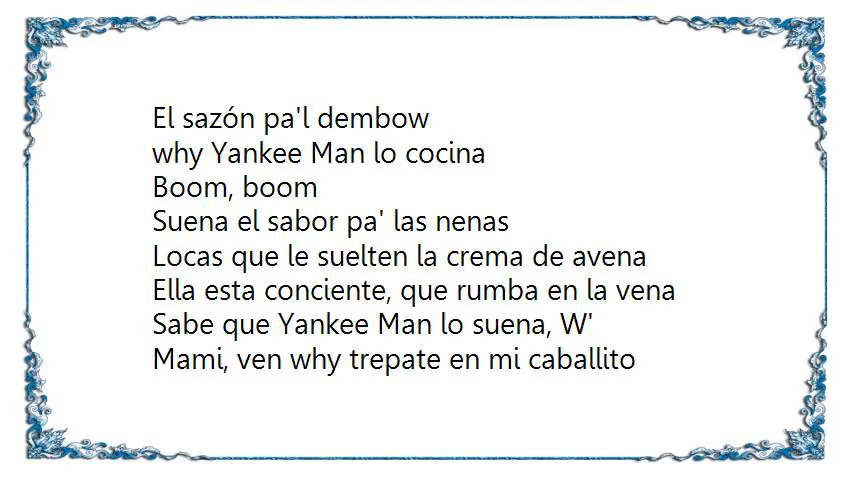 El sazón pa'l dembow
why Yankee Man lo cocina
Boom, boom
Suena el sabor pa' las nenas
Locas que le suelten la crema de avena
Ella esta conciente, que rumba en la vena
Sabe que Yankee Man lo suena, W'
Mami, ven why trepate en mi caballito